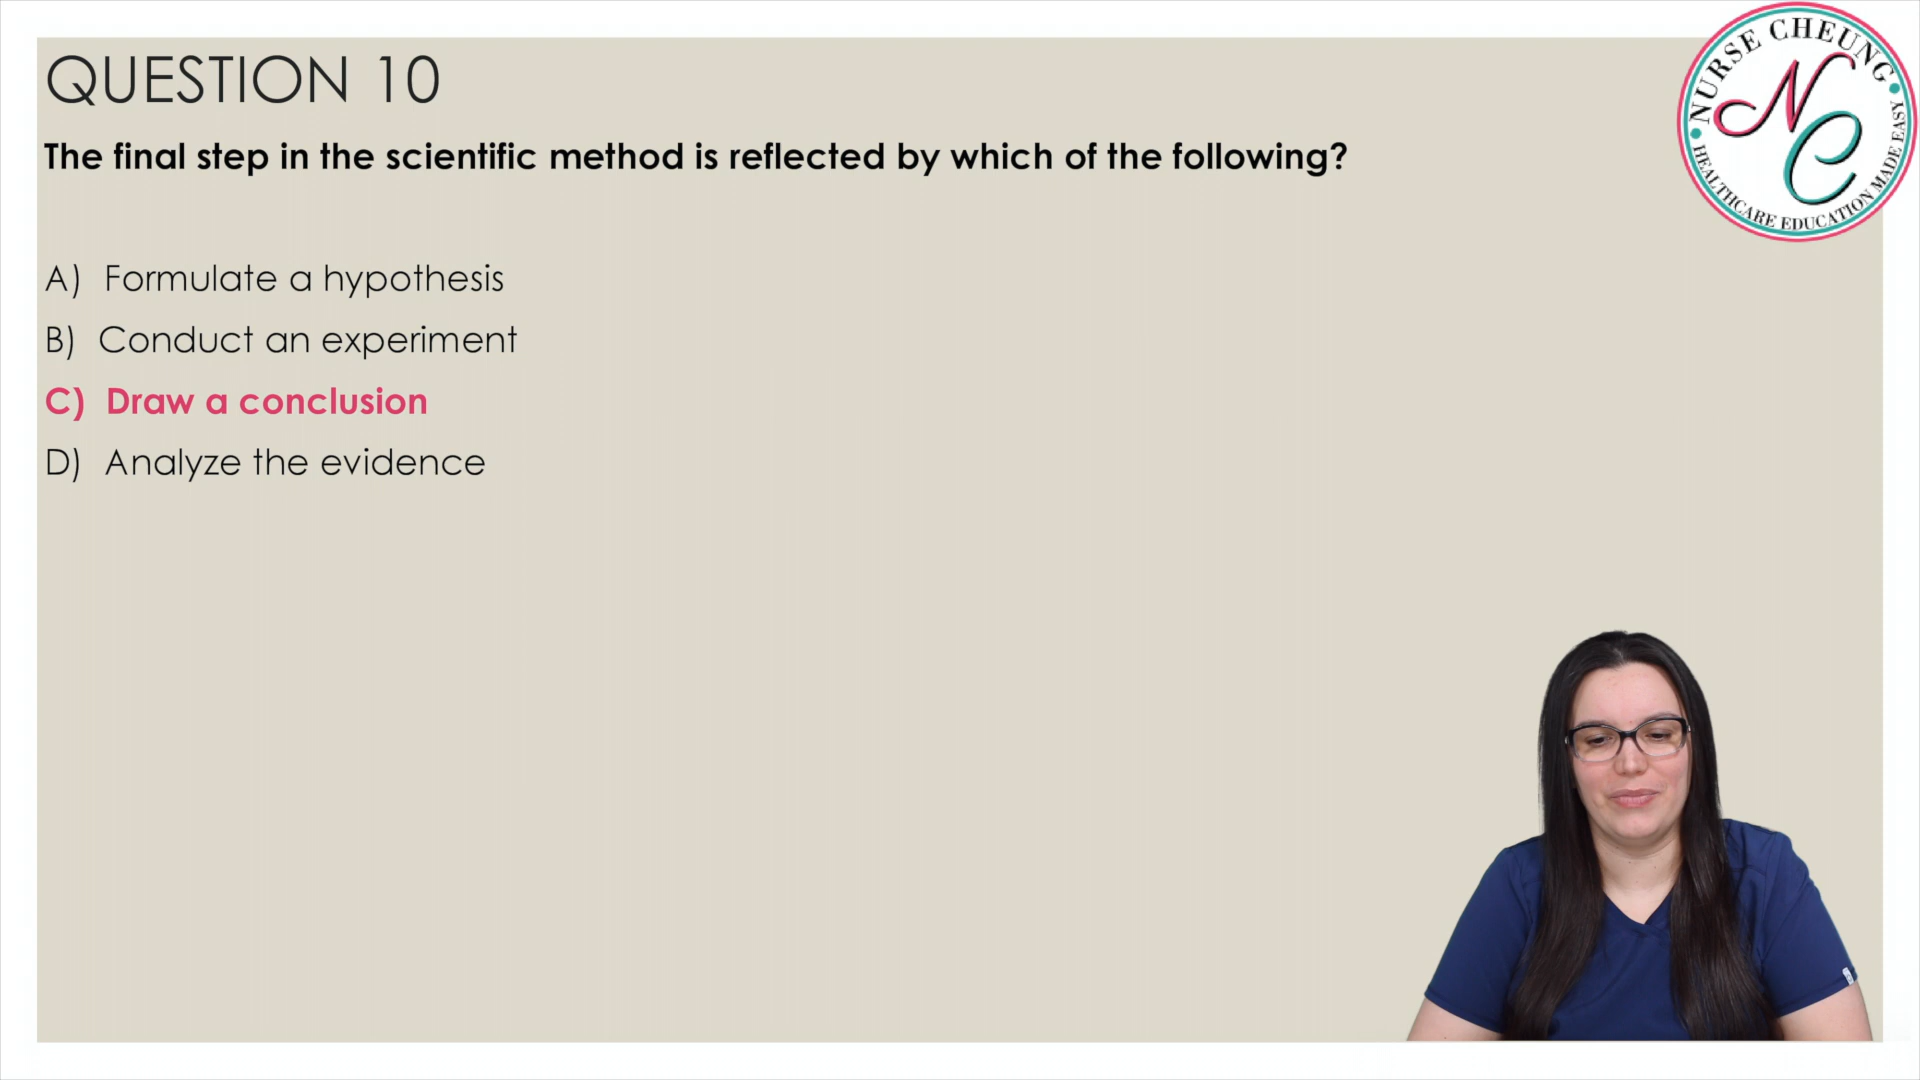 QUESTION 10
The final step in the scientific method is reflected by which of the following?
A) Formulate a hypothesis
B) Conduct an experiment
C) Draw a conclusion
D) Analyze the evidence
NURSE CHEUNG
NC
HEALTHCARE EDUCATION MADE EASY